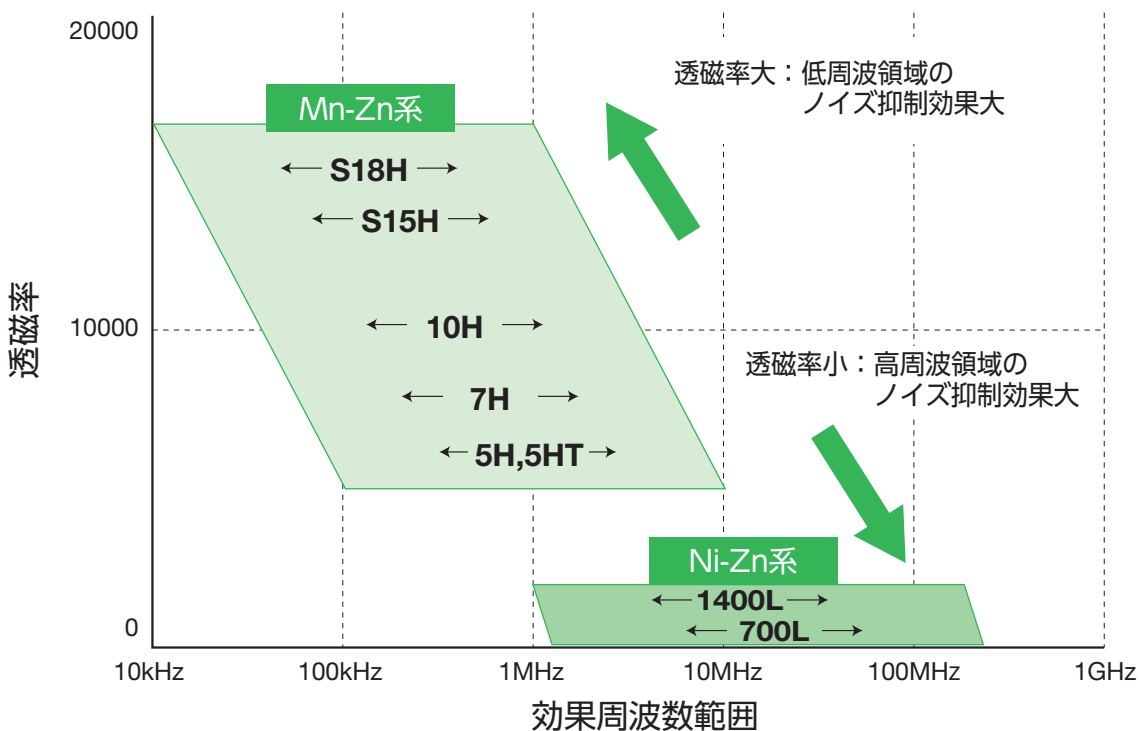 20000
透磁率大：低周波領域の
ノイズ抑制効果大
Mn-Zn系
S18H
S15H
透磁率
10000
10H
透磁率小：高周波領域の
ノイズ抑制効果大
7H
5H,5HT
Ni-Zn系
1400L
700L
0
10kHz 100kHz 1MHz 10MHz 100MHz 1GHz
効果周波数範囲